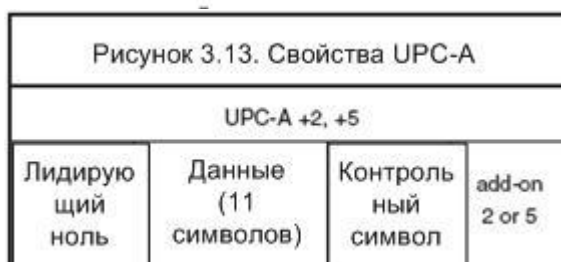 Рисунок 3.13. Свойства UPC-A
UPC-A +2, +5
Лидирую
щий
ноль
Данные
(11
символов)
Контроль
ный
символ
add-on
2 or 5